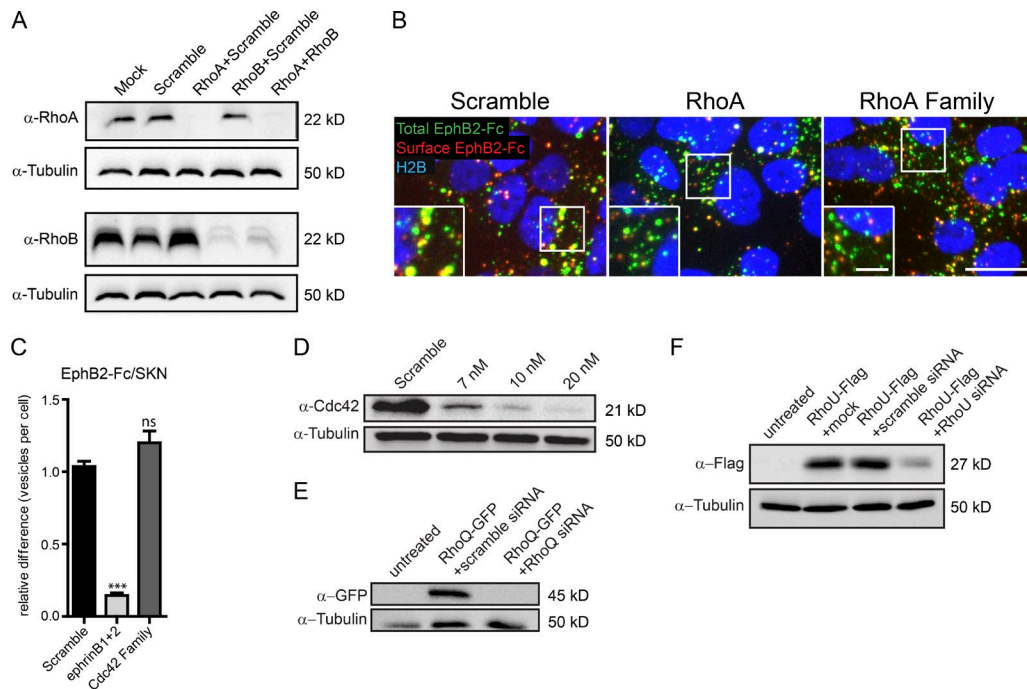 A
Mock
Scramble
RhoA+Scramble
RhoB+Scramble
RhoA+RhoB
α-RhoA
22 kD
α-Tubulin
50 kD
α-RhoB
22 kD
α-Tubulin
50 kD
B
Scramble
RhoA
RhoA Family
Total EphB2-Fc
Surface EphB2-Fc
H2B
C
EphB2-Fc/SKN
relative difference (vesicles per cell)
1.5
1.0
0.5
0.0
***
ns
Scramble
ephrinB1+2
Cdc42 Family
D
Scramble
7 nM
10 nM
20 nM
α-Cdc42
21 kD
α-Tubulin
50 kD
E
untreated
RhoQ-GFP
+scramble siRNA
RhoQ-GFP
+RhoQ siRNA
α-GFP
45 kD
α-Tubulin
50 kD
F
untreated
RhoU-Flag
+mock
RhoU-Flag
+scramble siRNA
RhoU-Flag
+RhoU siRNA
α-Flag
27 kD
α-Tubulin
50 kD